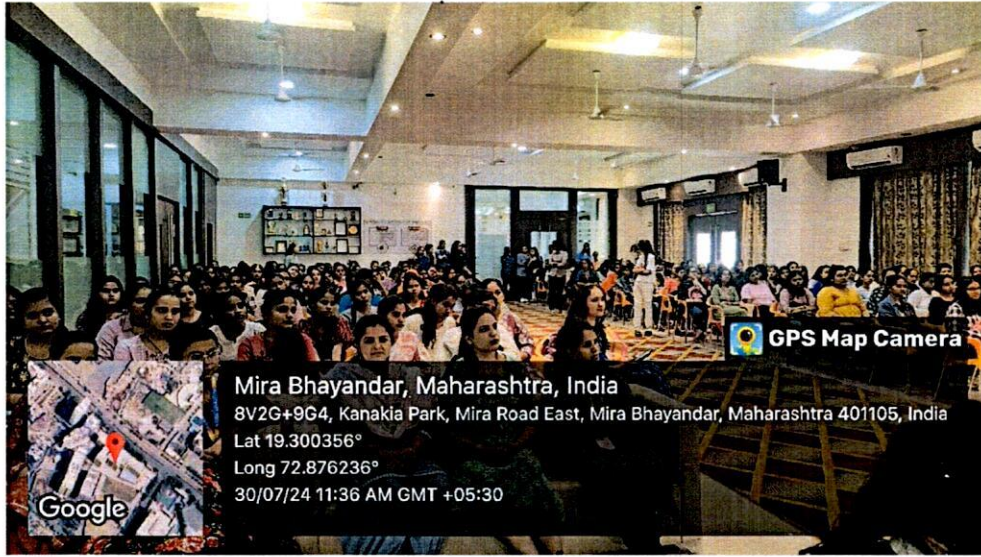 GPS Map Camera
Mira Bhayandar, Maharashtra, India
8V2G+9G4, Kanakia Park, Mira Road East, Mira Bhayandar, Maharashtra 401105, India
Lat 19.300356°
Long 72.876236°
30/07/24 11:36 AM GMT +05:30
Google